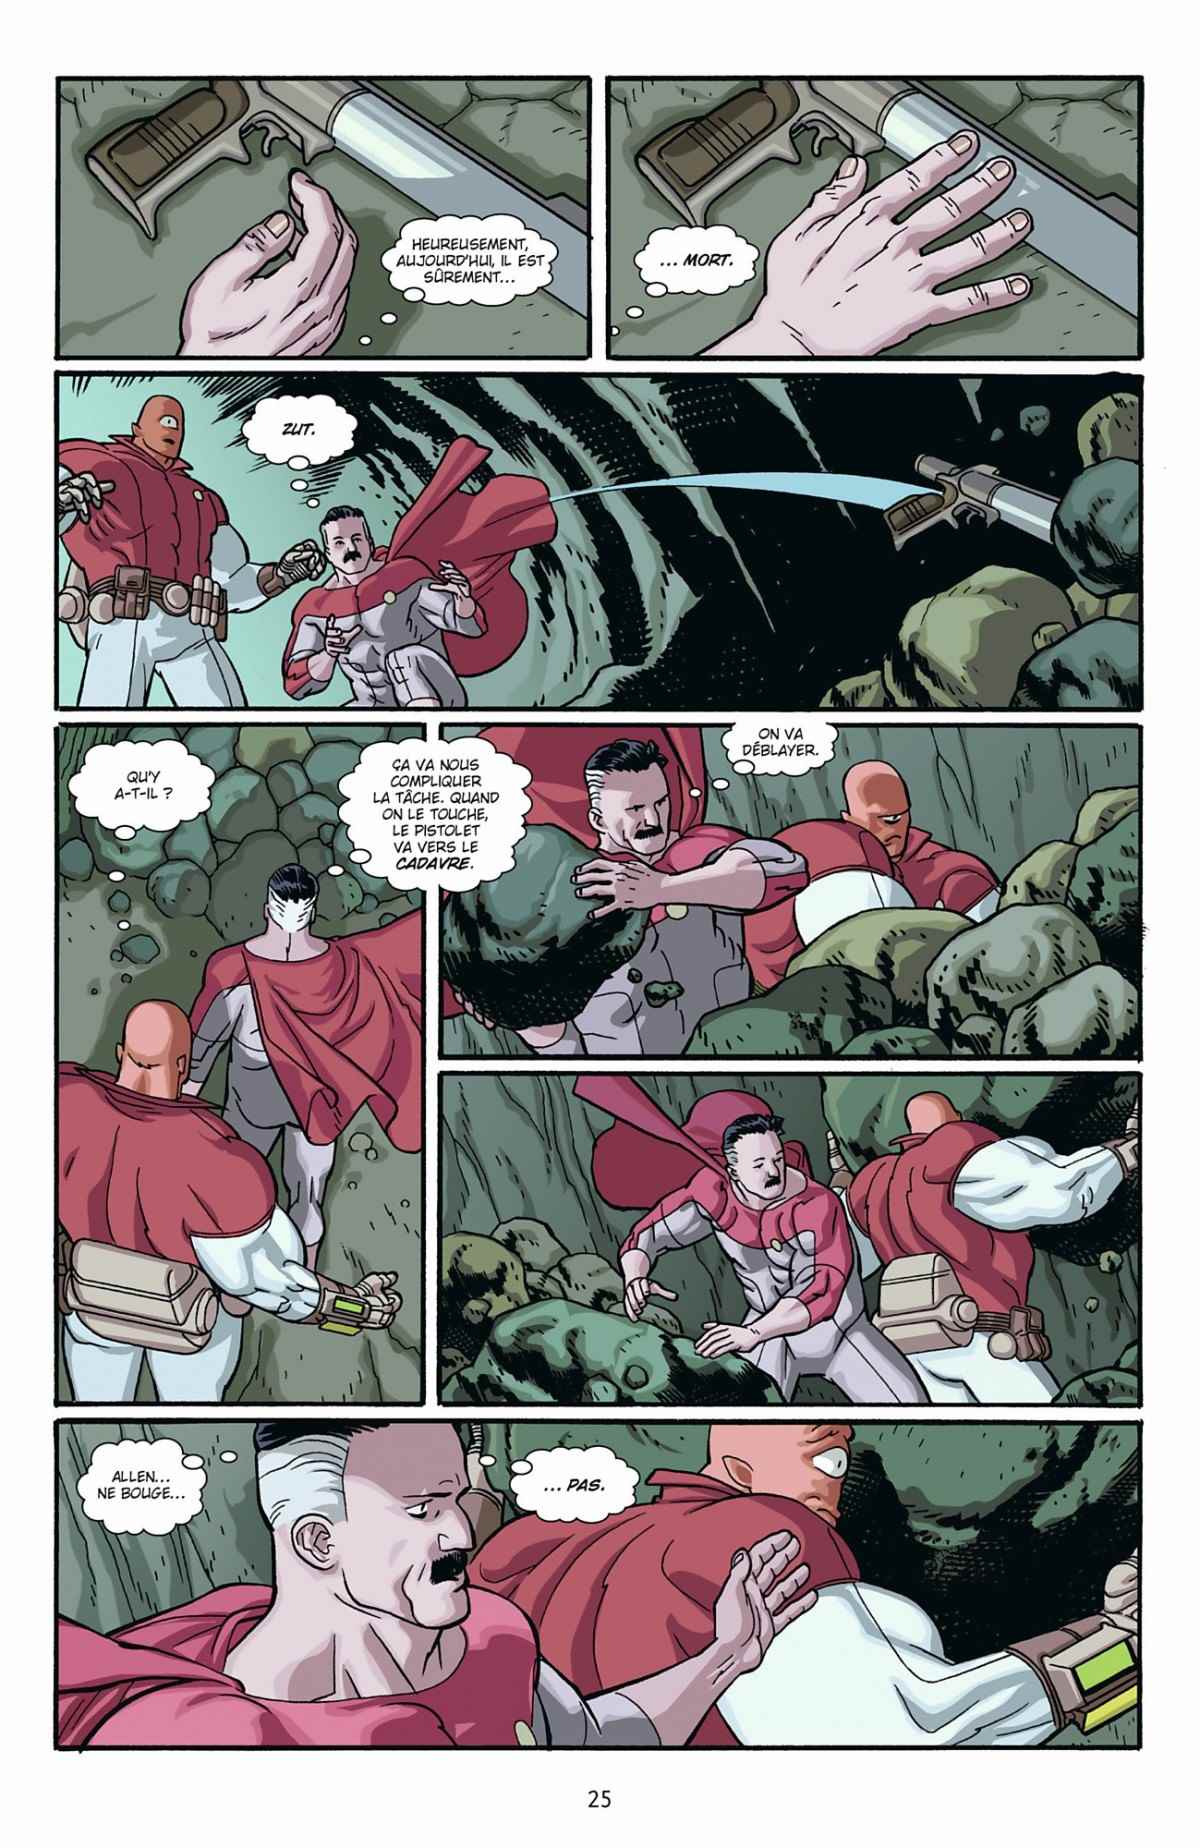 HEUREUSEMENT,
AUJOURD'HUI, IL EST
SÛREMENT...
... MORT.
ZUT.
QU'Y
A-T-IL ?
ÇA VA NOUS
COMPLIQUER
LA TÂCHE. QUAND
ON LE TOUCHE,
LE PISTOLET
VA VERS LE
CADAVRE.
ON VA
DÉBLAYER.
ALLEN...
NE BOUGE...
... PAS.
25